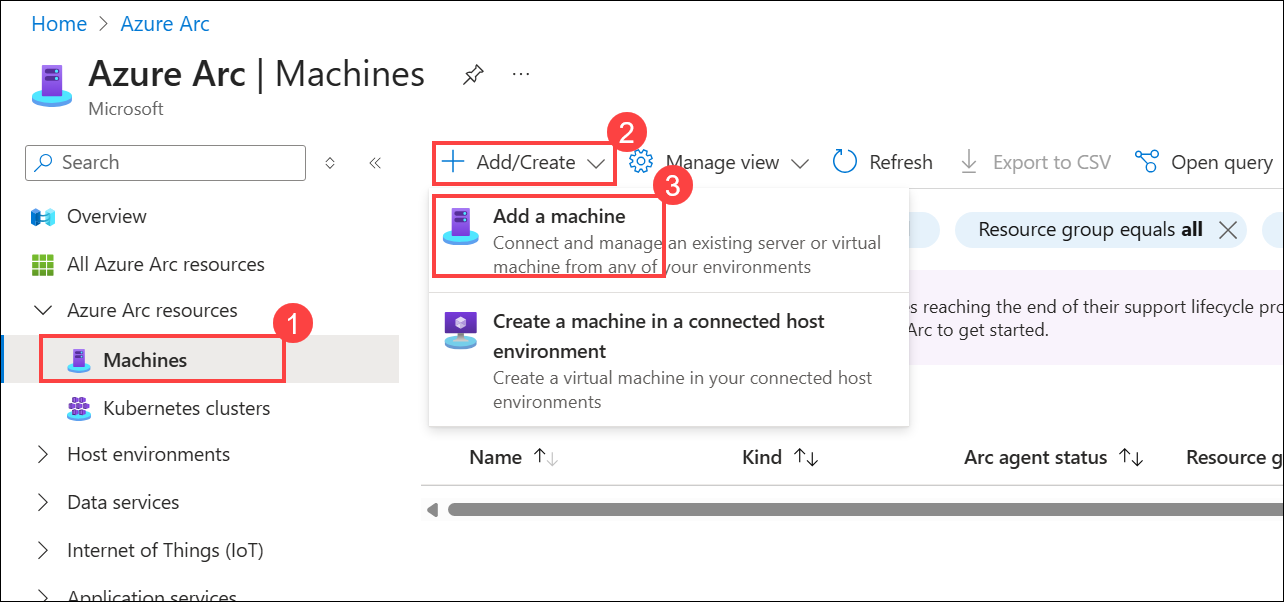 Home > Azure Arc
Azure Arc | Machines ...
Microsoft
Search
Overview
All Azure Arc resources
Azure Arc resources
1
Machines
Kubernetes clusters
Host environments
Data services
Internet of Things (IoT)
Application services
2
Add/Create
Manage view
Refresh
Export to CSV
Open query
3
Add a machine
Connect and manage an existing server or virtual
machine from any of your environments
Create a machine in a connected host
environment
Create a virtual machine in your connected host
environments
Resource group equals all
reaching the end of their support lifecycle
Arc to get started.
Name
Kind
Arc agent status
Resource